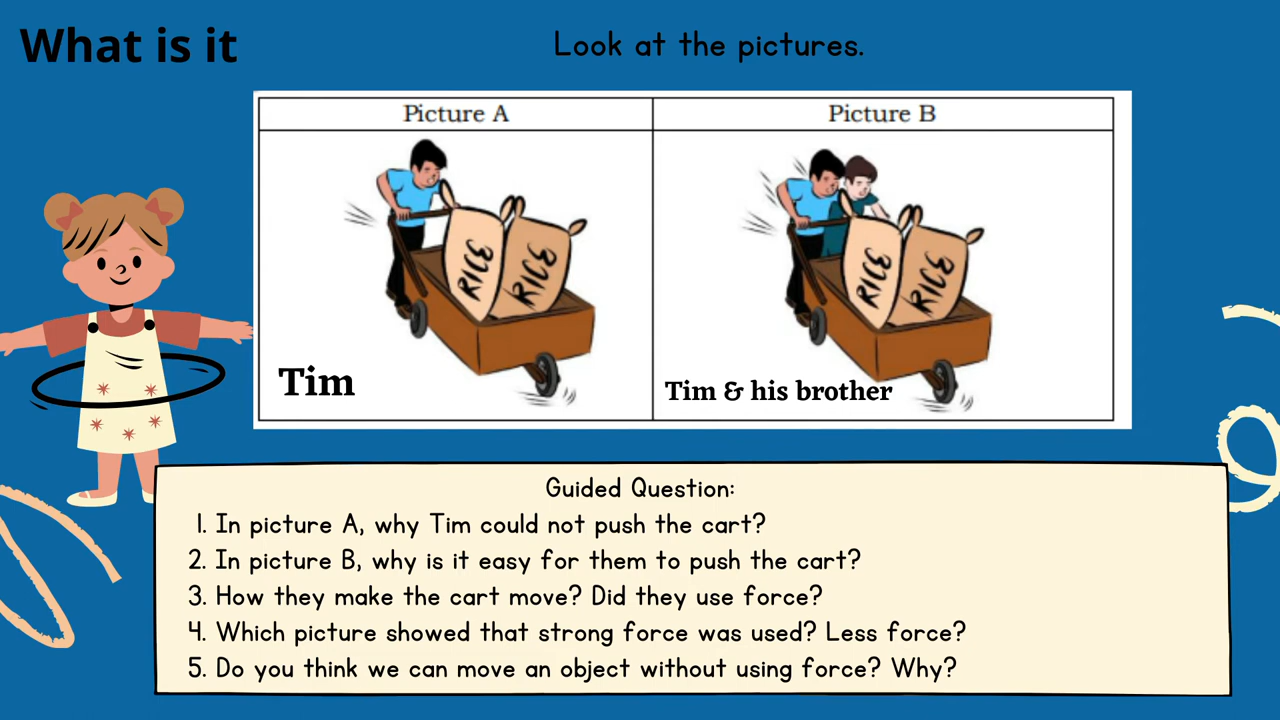 What is it
Look at the pictures.
Picture A
Picture B
RICE
RICE
RICE
RICE
Tim
Tim & his brother
Guided Question:
1. In picture A, why Tim could not push the cart?
2. In picture B, why is it easy for them to push the cart?
3. How they make the cart move? Did they use force?
4. Which picture showed that strong force was used? Less force?
5. Do you think we can move an object without using force? Why?